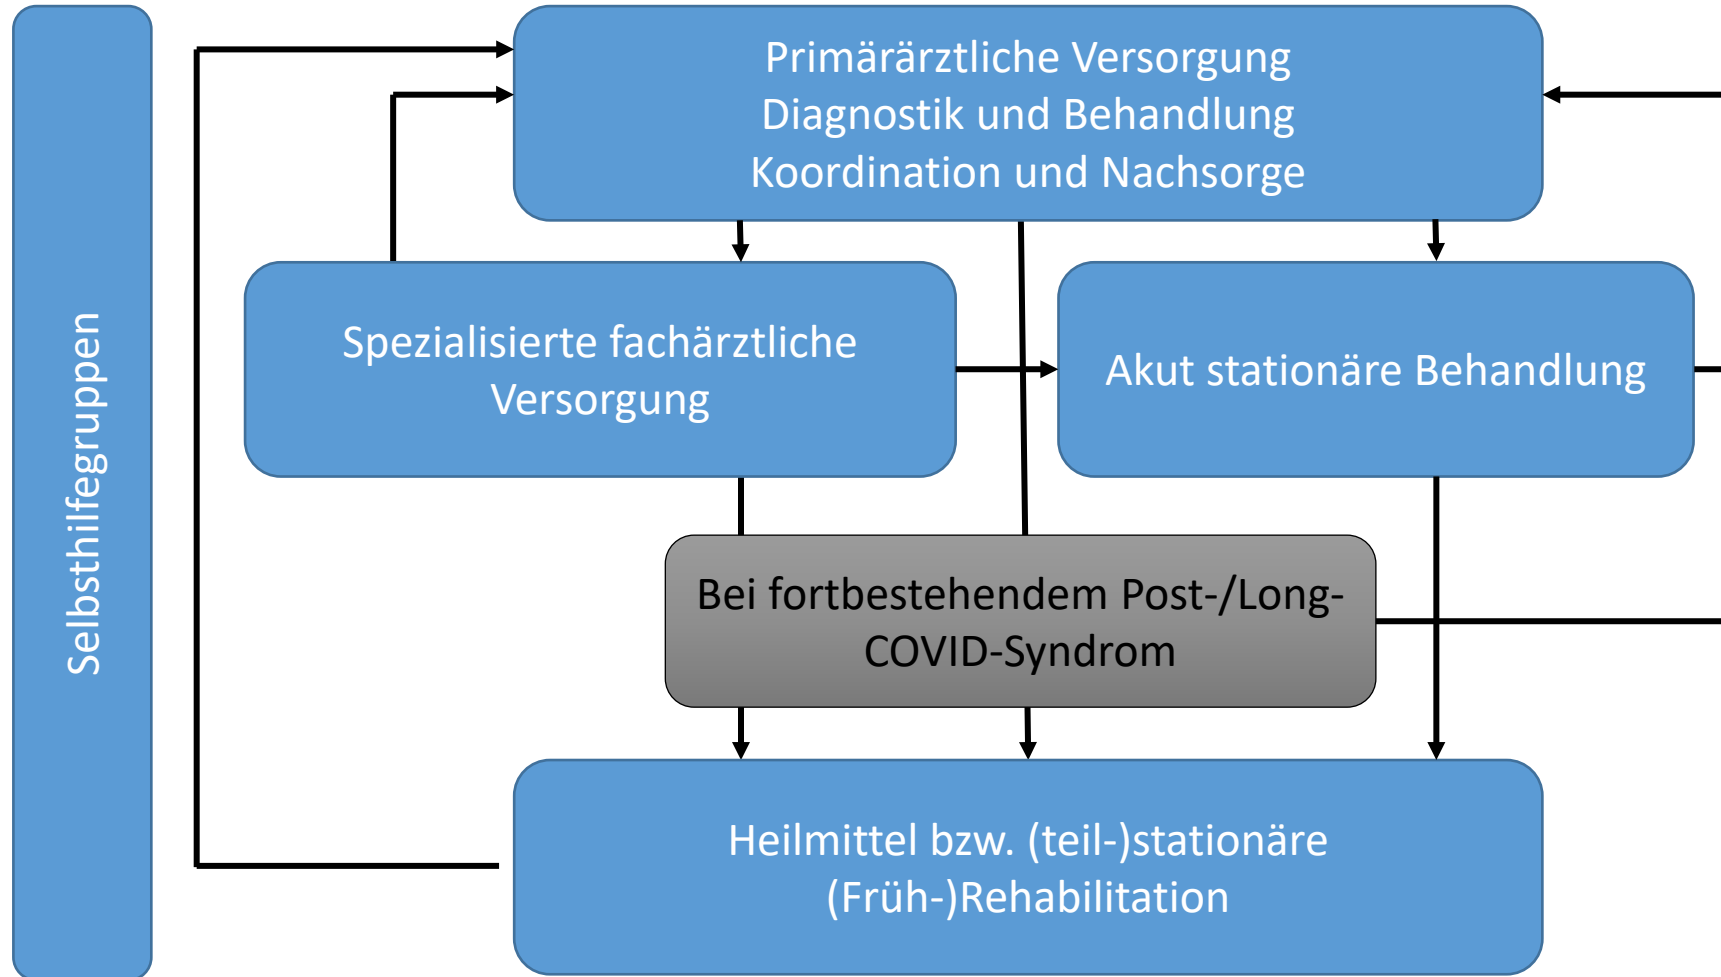 Selbsthilfegruppen
Primärärztliche Versorgung
Diagnostik und Behandlung
Koordination und Nachsorge
Spezialisierte fachärztliche
Versorgung
Akut stationäre Behandlung
Bei fortbestehendem Post-/Long-
COVID-Syndrom
Heilmittel bzw. (teil-)stationäre
(Früh-)Rehabilitation